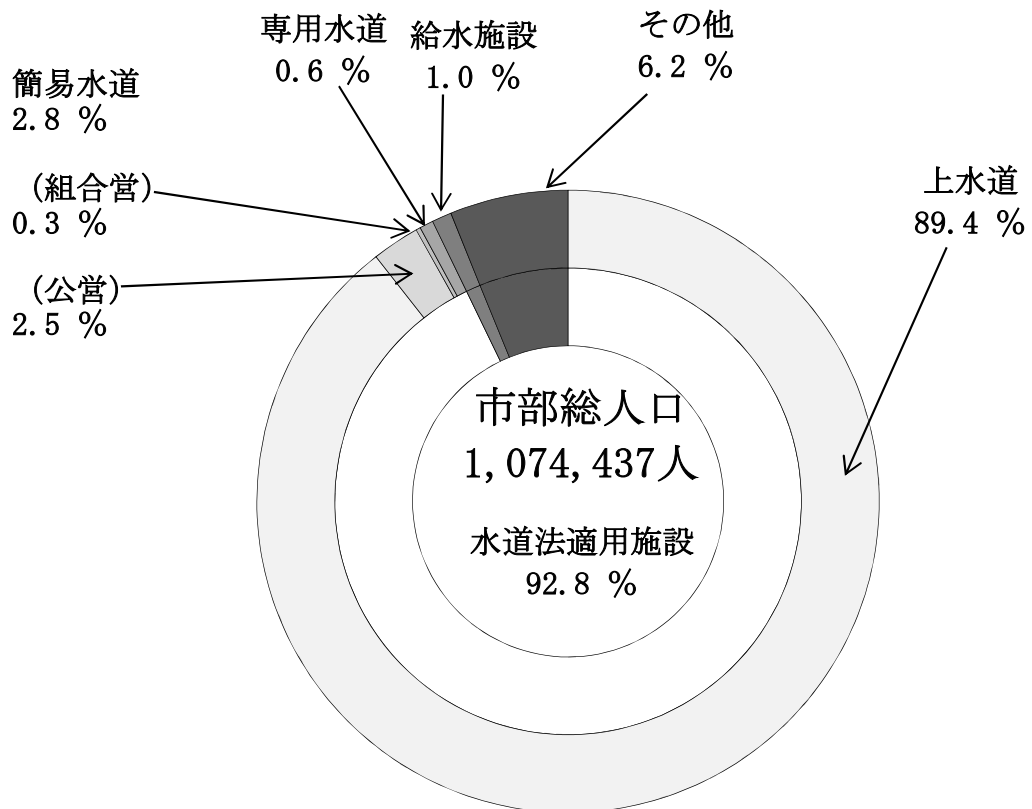 その他
6.2 %
専用水道
0.6 %
給水施設
1.0 %
簡易水道
2.8 %
(組合営)
0.3 %
(公営)
2.5 %
上水道
89.4 %
市部総人口
1,074,437人
水道法適用施設
92.8 %